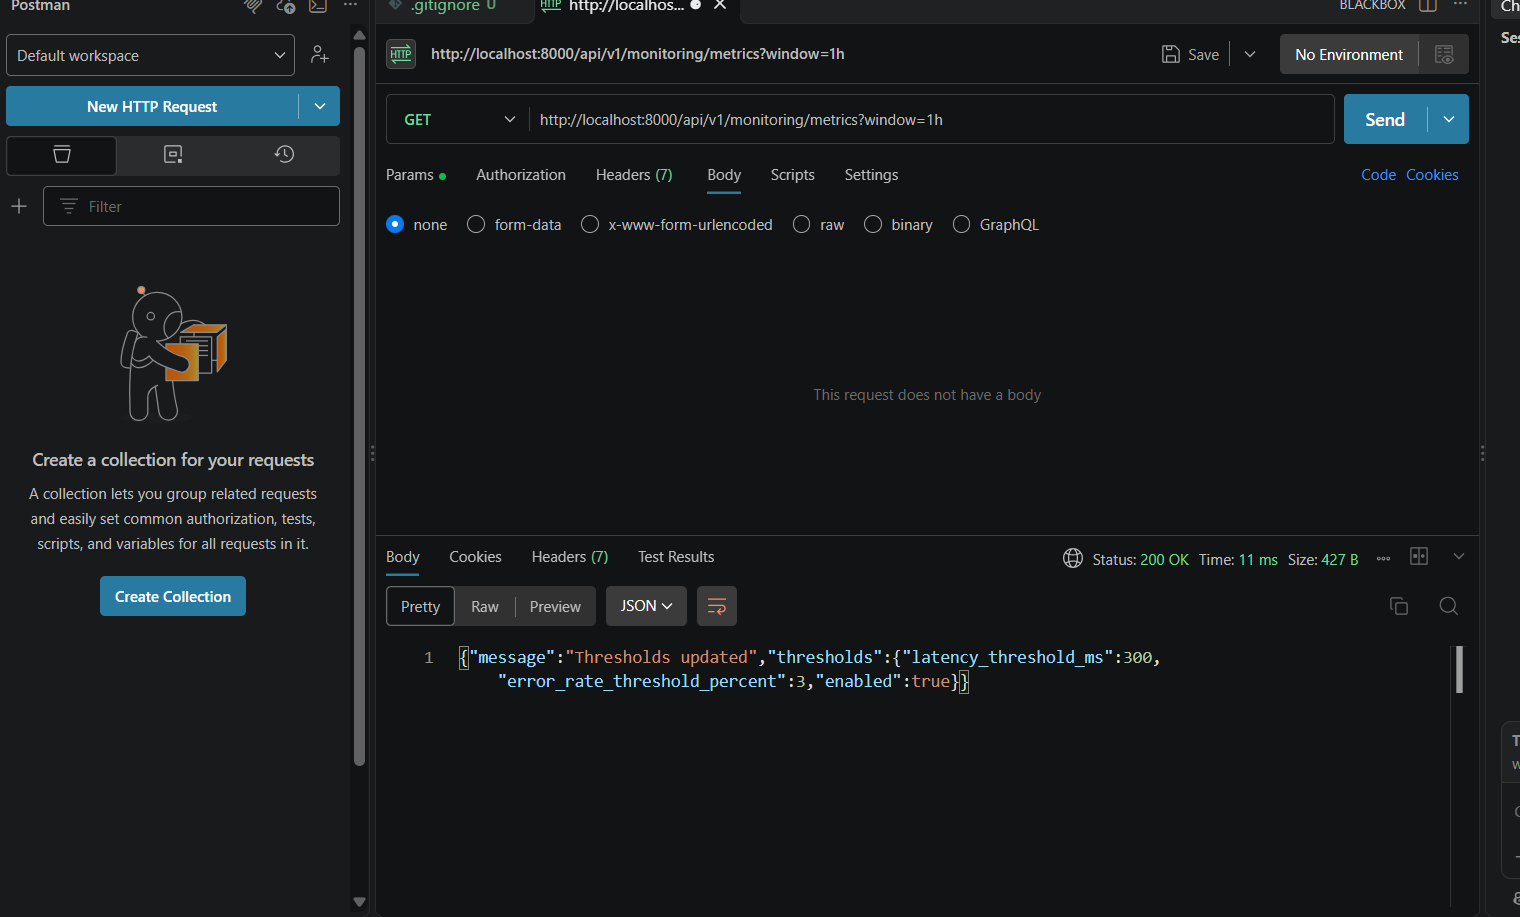 Postman
Default workspace
New HTTP Request
Filter
Create a collection for your requests
A collection lets you group related requests
and easily set common authorization, tests,
scripts, and variables for all requests in it.
Create Collection
.gitignore U
HTTP http://localhos...
BLACKBOX
HTTP http://localhost:8000/api/v1/monitoring/metrics?window=1h
Save
No Environment
GET http://localhost:8000/api/v1/monitoring/metrics?window=1h
Send
Params Authorization Headers (7) Body Scripts Settings
Code Cookies
none form-data x-www-form-urlencoded raw binary GraphQL
This request does not have a body
Body Cookies Headers (7) Test Results
Status: 200 OK Time: 11 ms Size: 427 B
Pretty Raw Preview JSON
1 {"message":"Thresholds updated","thresholds":{"latency_threshold_ms":300,
"error_rate_threshold_percent":3,"enabled":true}}